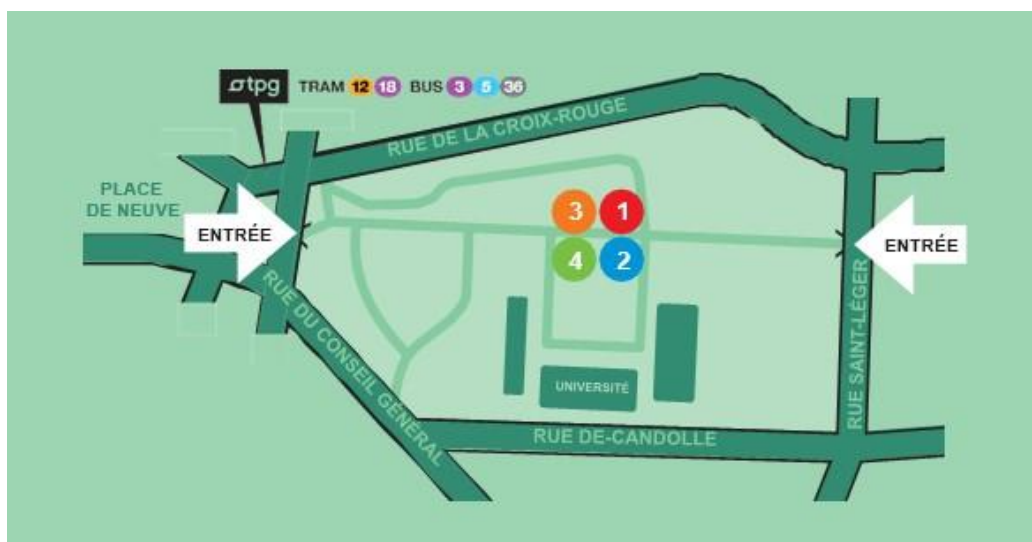 tpg TRAM 12 18 BUS 3 5 36
RUE DE LA CROIX-ROUGE
PLACE
DE NEUVE
ENTRÉE
3 1
4 2
ENTRÉE
RUE DU CONSEIL GÉNÉRAL
RUE SAINT-LÉGER
UNIVERSITÉ
RUE DE-CANDOLLE